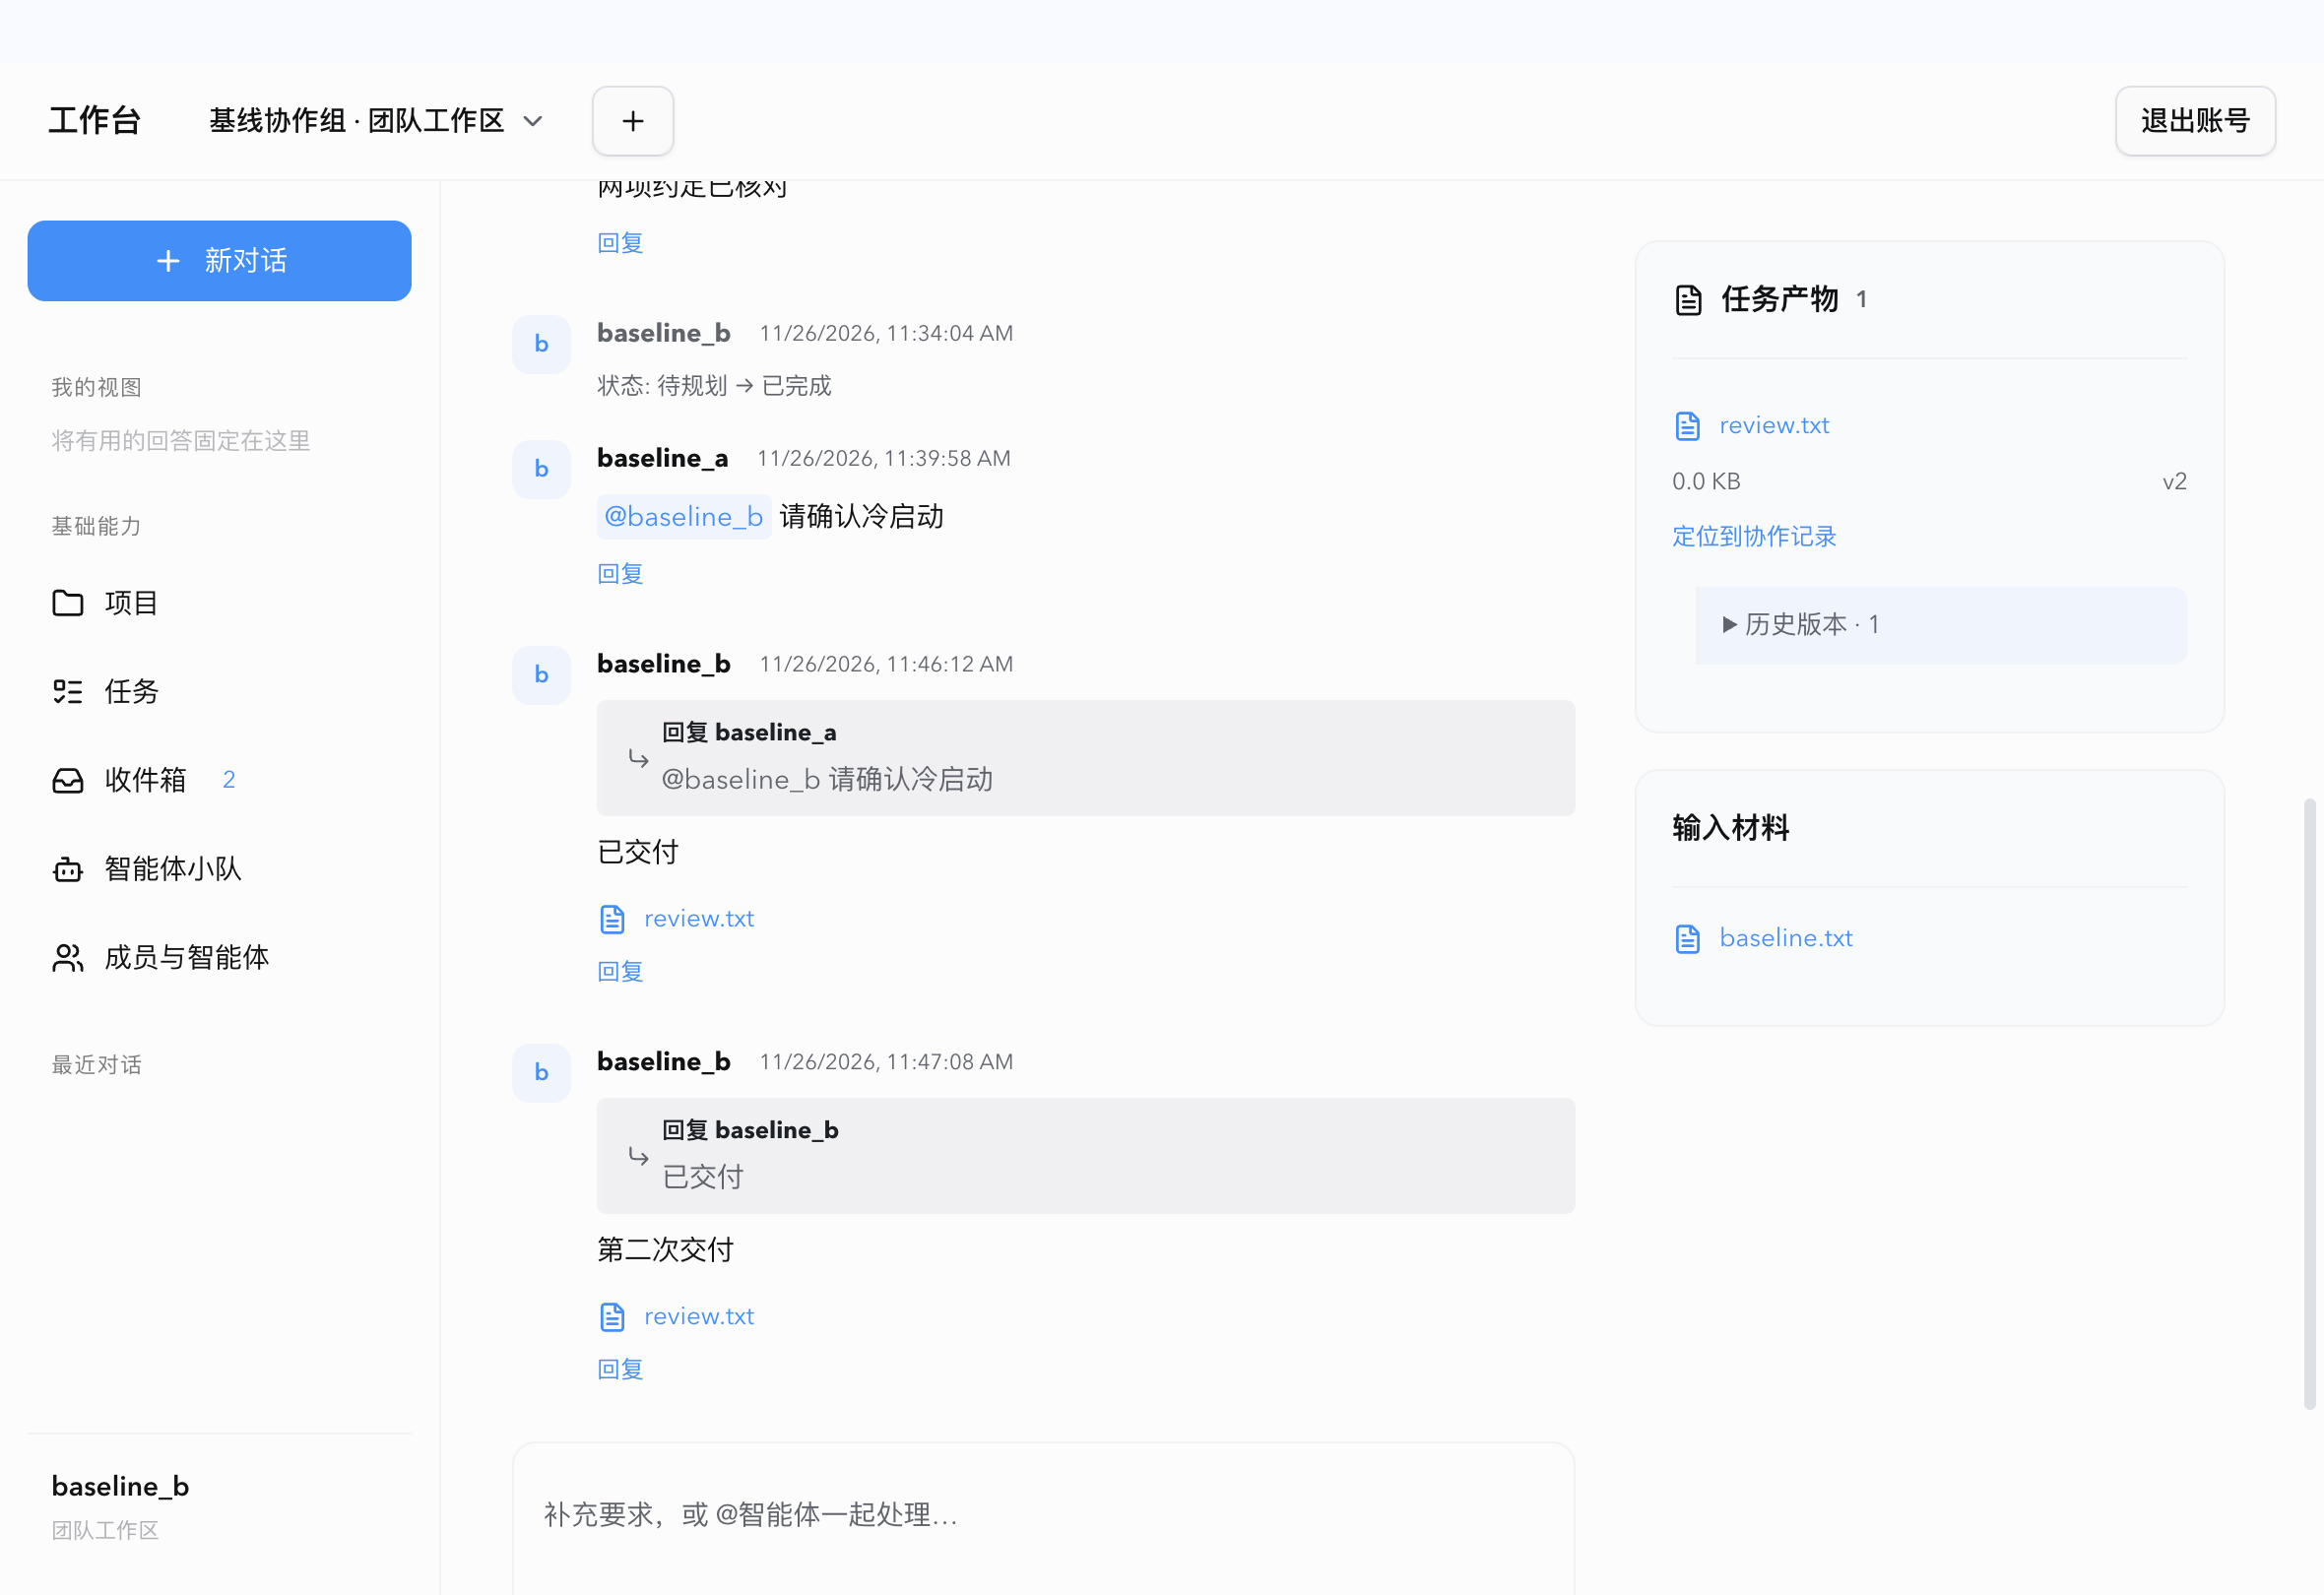 工作台
基线协作组 · 团队工作区
+
退出账号
+ 新对话
我的视图
将有用的回答固定在这里
基础能力
项目
任务
收件箱 2
智能体小队
成员与智能体
最近对话
baseline_b
团队工作区
两项约定已核对
回复
b
baseline_b 11/26/2026, 11:34:04 AM
状态: 待规划 → 已完成
b
baseline_a 11/26/2026, 11:39:58 AM
@baseline_b 请确认冷启动
回复
b
baseline_b 11/26/2026, 11:46:12 AM
回复 baseline_a
@baseline_b 请确认冷启动
已交付
review.txt
回复
b
baseline_b 11/26/2026, 11:47:08 AM
回复 baseline_b
已交付
第二次交付
review.txt
回复
补充要求，或 @智能体一起处理…
任务产物 1
review.txt
0.0 KB v2
定位到协作记录
▶ 历史版本 · 1
输入材料
baseline.txt